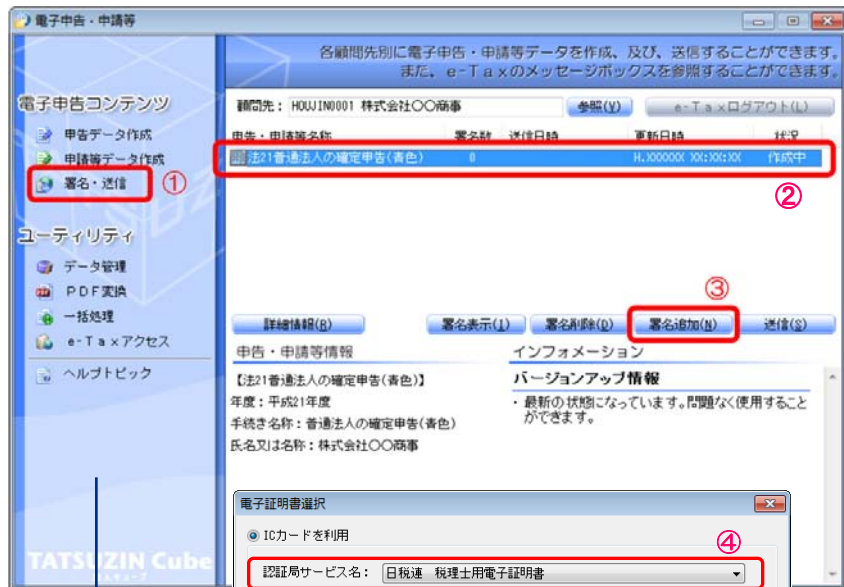 電子申告・申請等
各顧問先別に電子申告・申請等データを作成、及び、送信することができます。
また、e-Taxのメッセージボックスを参照することができます。
電子申告コンテンツ
申告データ作成
申請等データ作成
署名・送信
①
ユーティリティ
データ管理
PDF変換
一括処理
e-Taxアクセス
ヘルプトピック
TATSUZIN Cube
顧問先： HOUJIN0001 株式会社〇〇商事
参照(V)
e-Taxログアウト(L)
申告・申請等名称 署名数 送信日時 更新日時 状況
法21普通法人の確定申告(青色) 0 H.XXXXXX XX:XX:XX 作成中
②
③
詳細情報(R) 署名表示(I) 署名削除(D) 署名追加(N) 送信(S)
申告・申請等情報
【法21普通法人の確定申告(青色)】
年度：平成21年度
手続き名称：普通法人の確定申告(青色)
氏名又は名称：株式会社〇〇商事
インフォメーション
バージョンアップ情報
・最新の状態になっています。問題なく使用すること
ができます。
電子証明書選択
ICカードを利用
④
認証局サービス名： 日税連 税理士用電子証明書